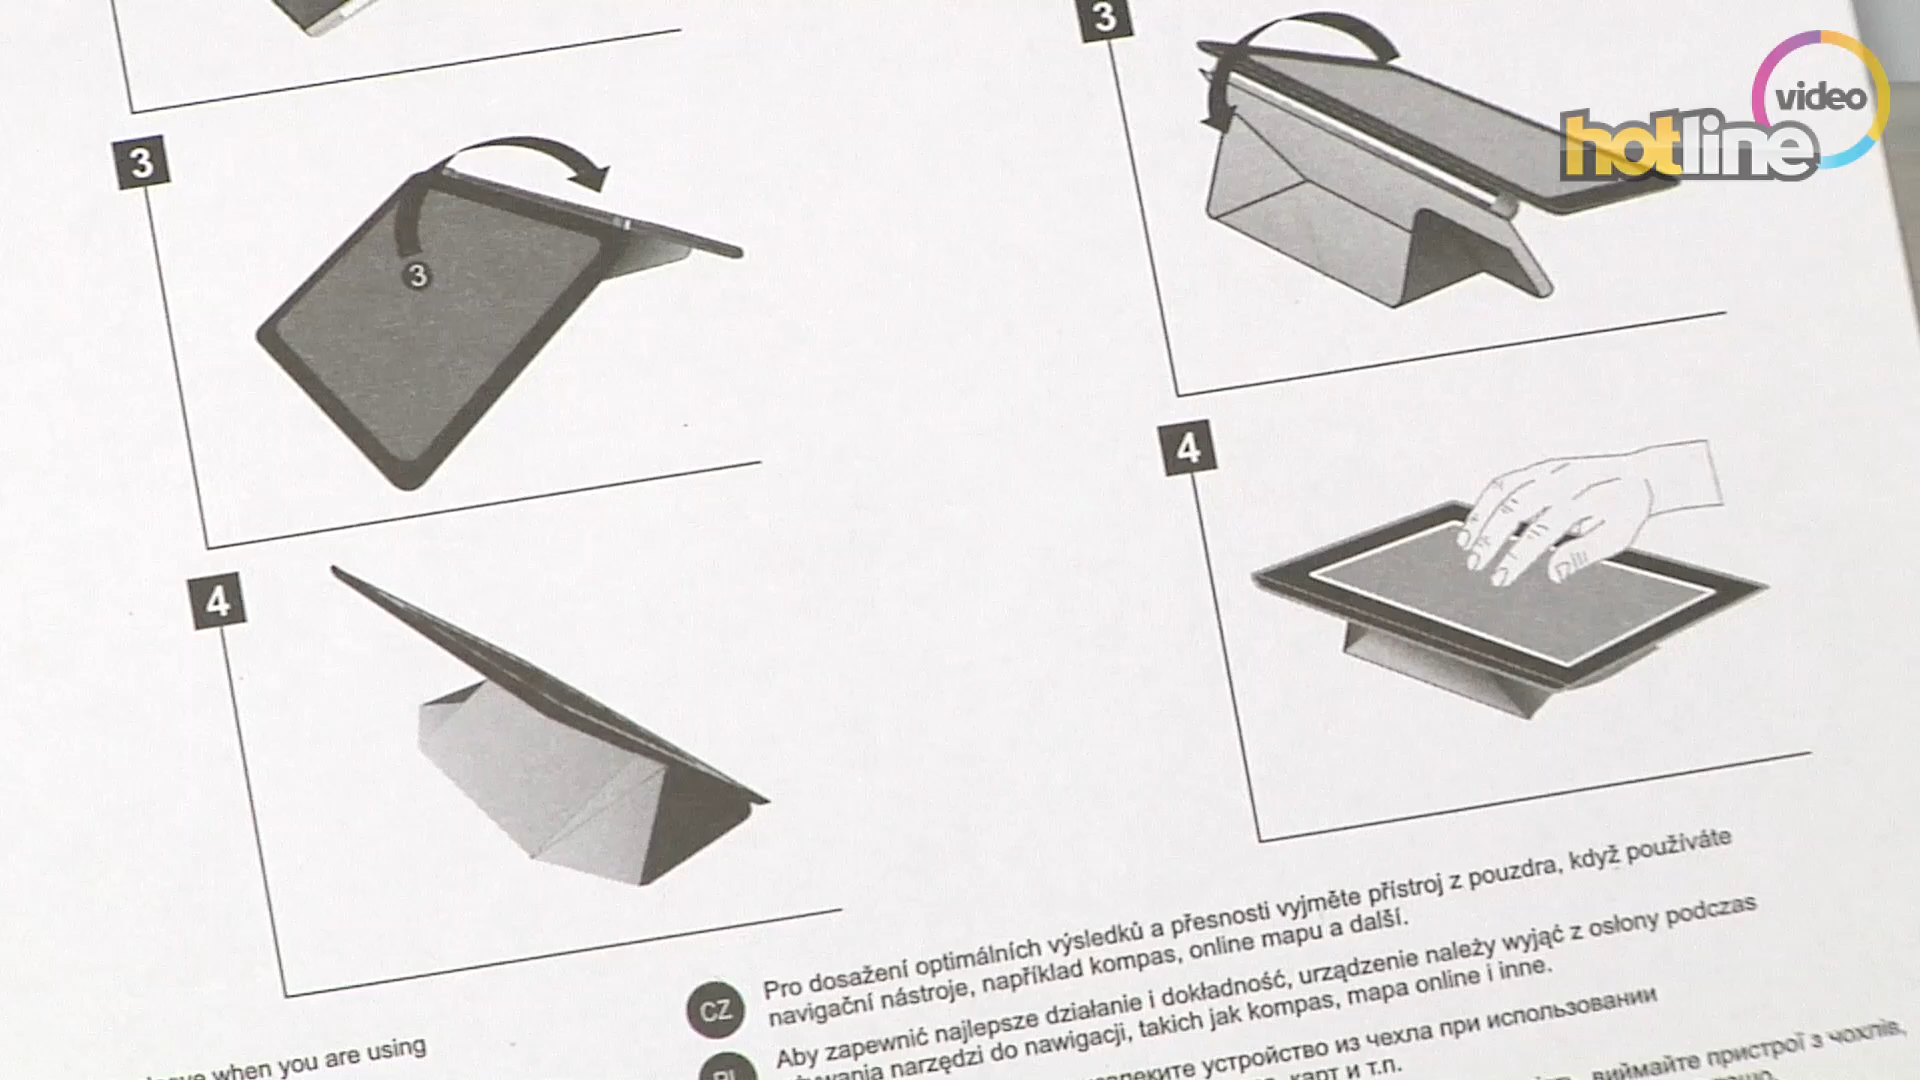 3
video
hotline
3
3
4
4
CZ
Pro dosažení optimálních výsledků a přesnosti vyjměte přístroj z pouzdra, když používáte
navigační nástroje, například kompas, online mapu a další.
Aby zapewnić najlepsze działanie i dokładność, urządzenie należy wyjąć z osłony podczas
narzędzi do nawigacji, takich jak kompas, mapa online i inne.
устройство из чехла при использовании
карт и т.п.
виймайте пристрої з чохлів,
when you are using